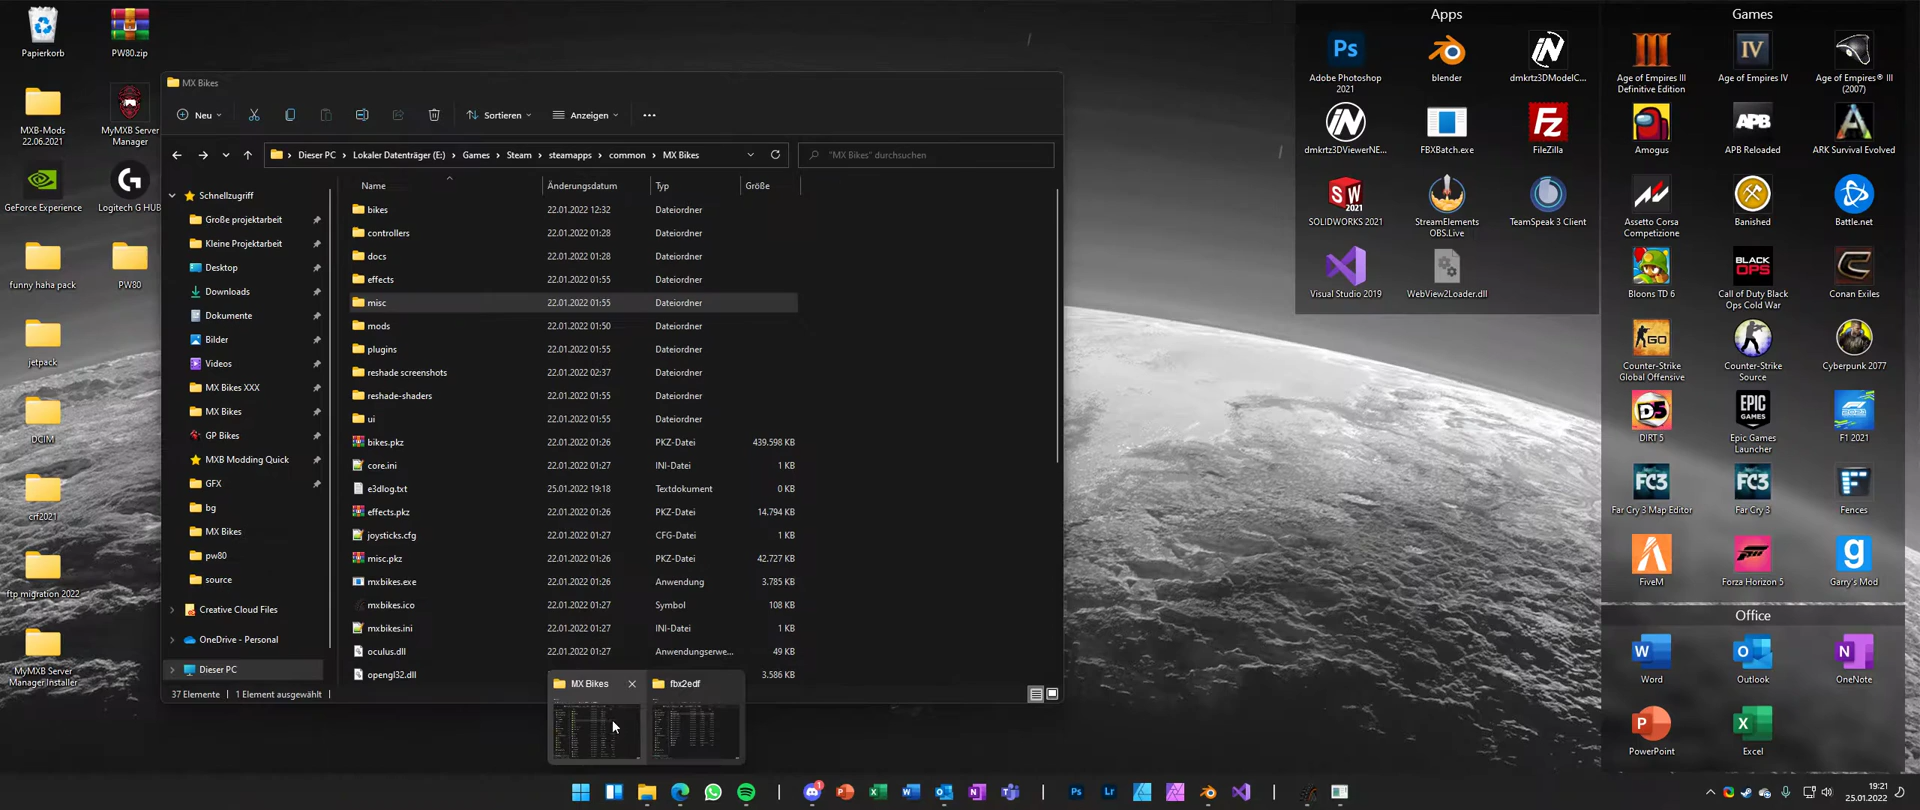 Papierkorb
PW80.zip
MXB-Mods
22.06.2021
MyMXB Server
Manager
GeForce Experience
Logitech G HUB
funny haha pack
PW80
jetpack
DCIM
crf2021
ftp migration 2022
MyMXB Server
Manager Installer
MX Bikes
Neu
Sortieren
Anzeigen
Dieser PC > Lokaler Datenträger (E:) > Games > Steam > steamapps > common > MX Bikes
"MX Bikes" durchsuchen
Schnellzugriff
Große projektarbeit
Kleine Projektarbeit
Desktop
Downloads
Dokumente
Bilder
Videos
MX Bikes XXX
MX Bikes
GP Bikes
MXB Modding Quick
GFX
bg
MX Bikes
pw80
source
Creative Cloud Files
OneDrive - Personal
Dieser PC
Name Änderungsdatum Typ Größe
bikes 22.01.2022 12:32 Dateiordner
controllers 22.01.2022 01:28 Dateiordner
docs 22.01.2022 01:28 Dateiordner
effects 22.01.2022 01:55 Dateiordner
misc 22.01.2022 01:55 Dateiordner
mods 22.01.2022 01:50 Dateiordner
plugins 22.01.2022 01:55 Dateiordner
reshade screenshots 22.01.2022 02:37 Dateiordner
reshade-shaders 22.01.2022 01:55 Dateiordner
ui 22.01.2022 01:55 Dateiordner
bikes.pkz 22.01.2022 01:26 PKZ-Datei 439.598 KB
core.ini 22.01.2022 01:27 INI-Datei 1 KB
e3dlog.txt 25.01.2022 19:18 Textdokument 0 KB
effects.pkz 22.01.2022 01:26 PKZ-Datei 14.794 KB
joysticks.cfg 22.01.2022 01:27 CFG-Datei 1 KB
misc.pkz 22.01.2022 01:26 PKZ-Datei 42.727 KB
mxbikes.exe 22.01.2022 01:26 Anwendung 3.785 KB
mxbikes.ico 22.01.2022 01:27 Symbol 108 KB
mxbikes.ini 22.01.2022 01:27 INI-Datei 1 KB
oculus.dll 22.01.2022 01:27 Anwendungserwe... 49 KB
opengl32.dll 3.586 KB
37 Elemente 1 Element ausgewählt
MX Bikes
fbx2edf
Apps
Ps
Adobe Photoshop
2021
blender
dmkrtz3DModelC...
dmkrtz3DViewerNE...
FBXBatch.exe
Fz
FileZilla
SW
2021
SOLIDWORKS 2021
StreamElements
OBS.Live
TeamSpeak 3 Client
Visual Studio 2019
WebView2Loader.dll
Games
III
Age of Empires III
Definitive Edition
IV
Age of Empires IV
Age of Empires® III
(2007)
Amogus
APB
APB Reloaded
ARK Survival Evolved
Assetto Corsa
Competizione
Banished
Battle.net
Bloons TD 6
BLACK
OPS
Call of Duty Black
Ops Cold War
Conan Exiles
GO
Counter-Strike
Global Offensive
Counter-Strike
Source
Cyberpunk 2077
D5
DIRT 5
EPIC
GAMES
Epic Games
Launcher
F1 2021
FC3
Far Cry 3 Map Editor
FC3
Far Cry 3
Fences
FiveM
Forza Horizon 5
g
Garry's Mod
Office
W
Word
O
Outlook
N
OneNote
P
PowerPoint
X
Excel
1
Ps
Lr
19:21
25.01.2022